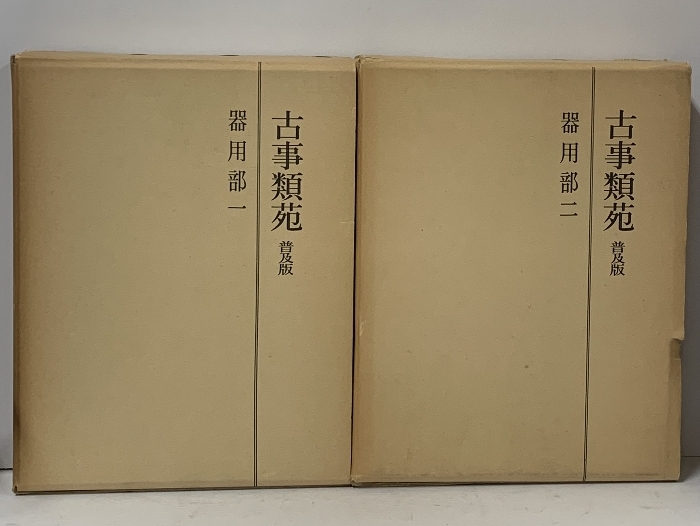 古事類苑 普及版
器用部一
古事類苑 普及版
器用部二